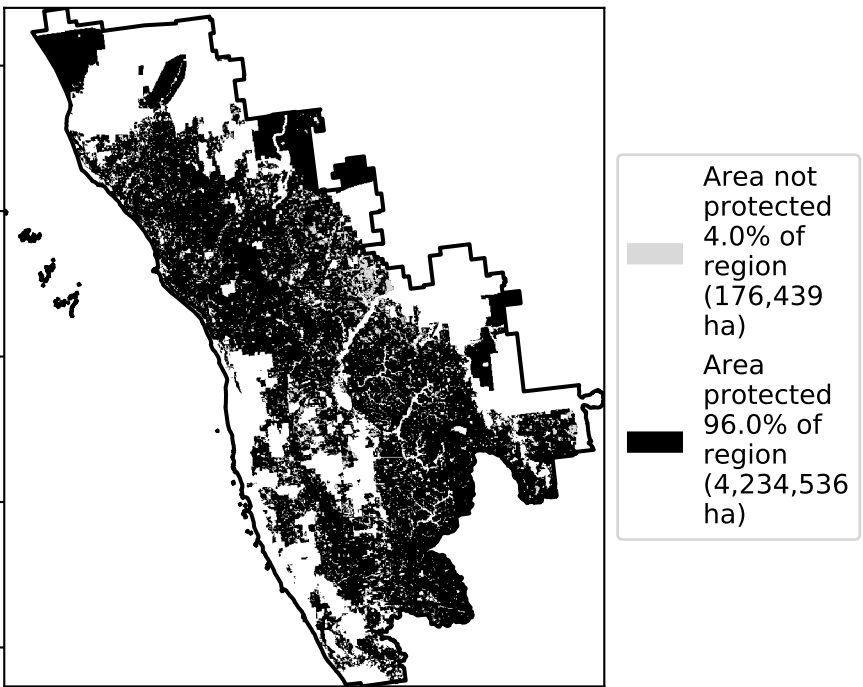 Area not
protected
4.0% of
region
(176,439
ha)
Area
protected
96.0% of
region
(4,234,536
ha)